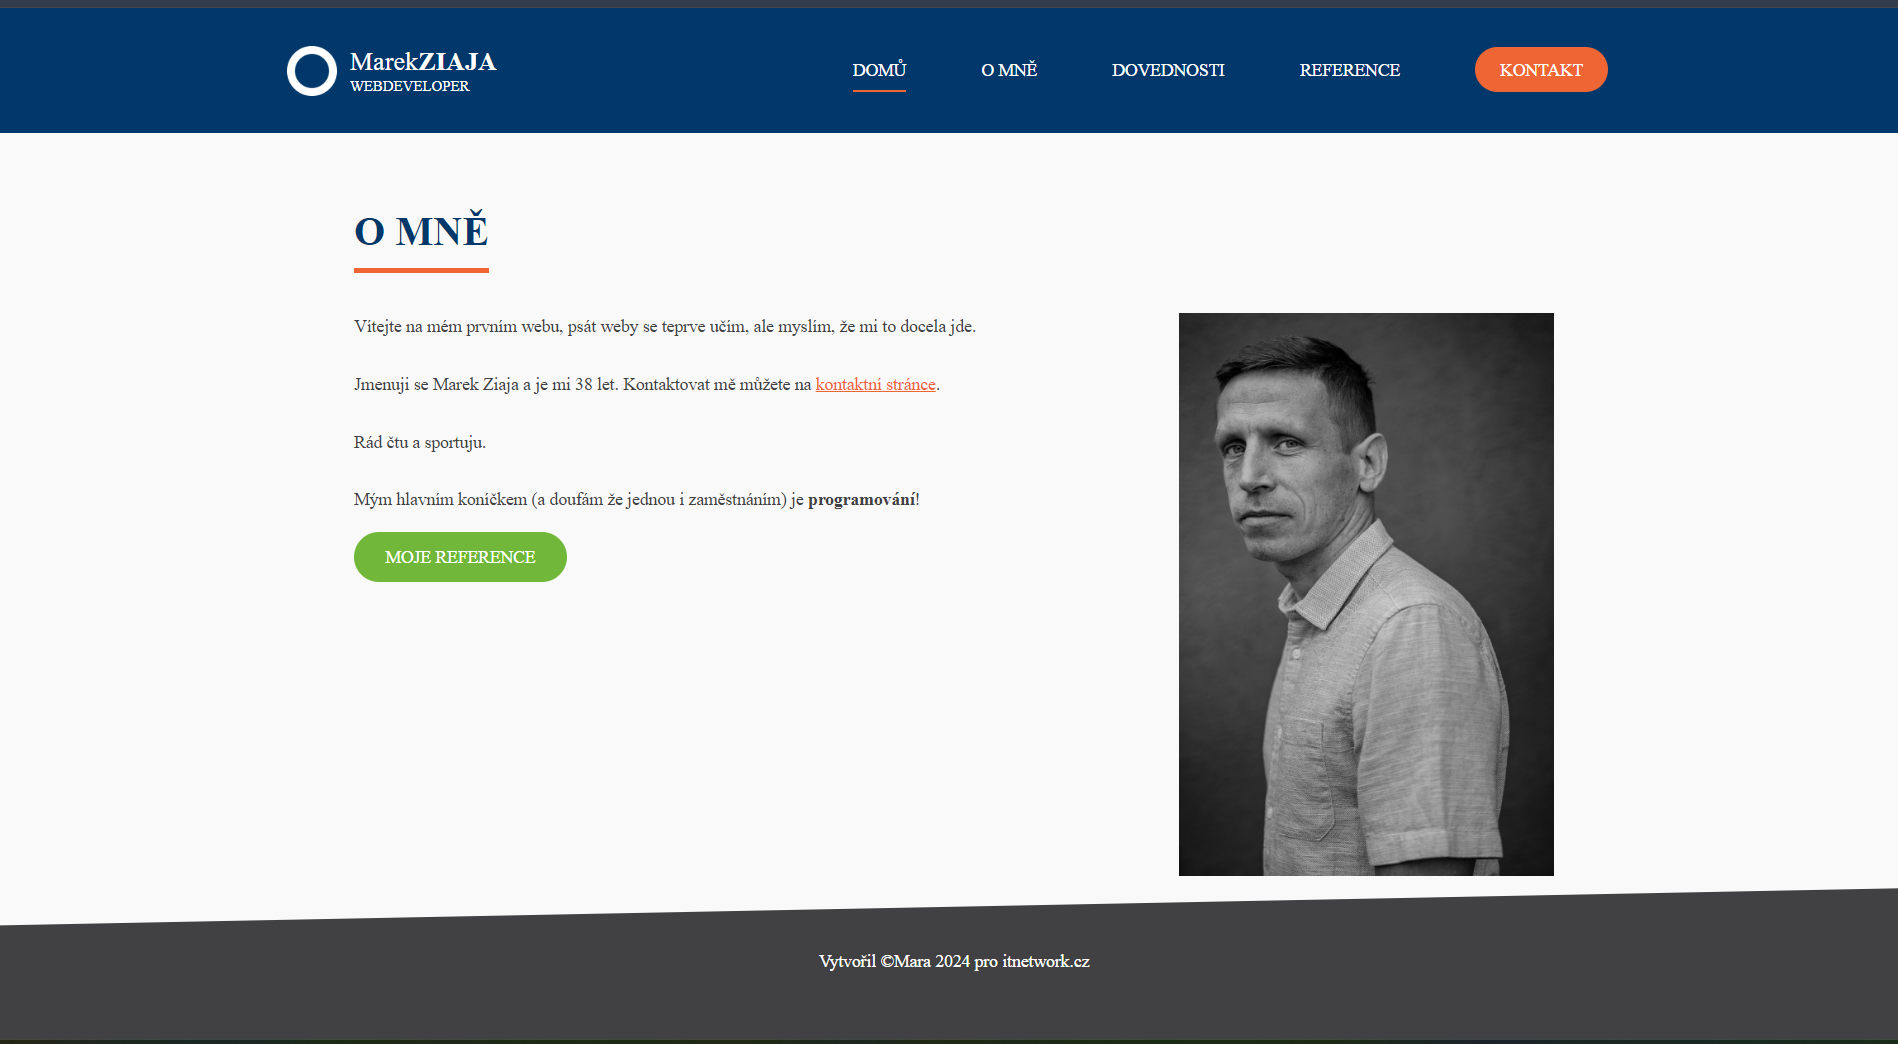 MarekZIAJA
WEBDEVELOPER
DOMŮ O MNĚ DOVEDNOSTI REFERENCE KONTAKT
O MNĚ
Vítejte na mém prvním webu, psát weby se teprve učím, ale myslím, že mi to docela jde.
Jmenuji se Marek Ziaja a je mi 38 let. Kontaktovat mě můžete na kontaktní stránce.
Rád čtu a sportuju.
Mým hlavním koníčkem (a doufám že jednou i zaměstnáním) je programování!
MOJE REFERENCE
Vytvořil ©Mara 2024 pro itnetwork.cz